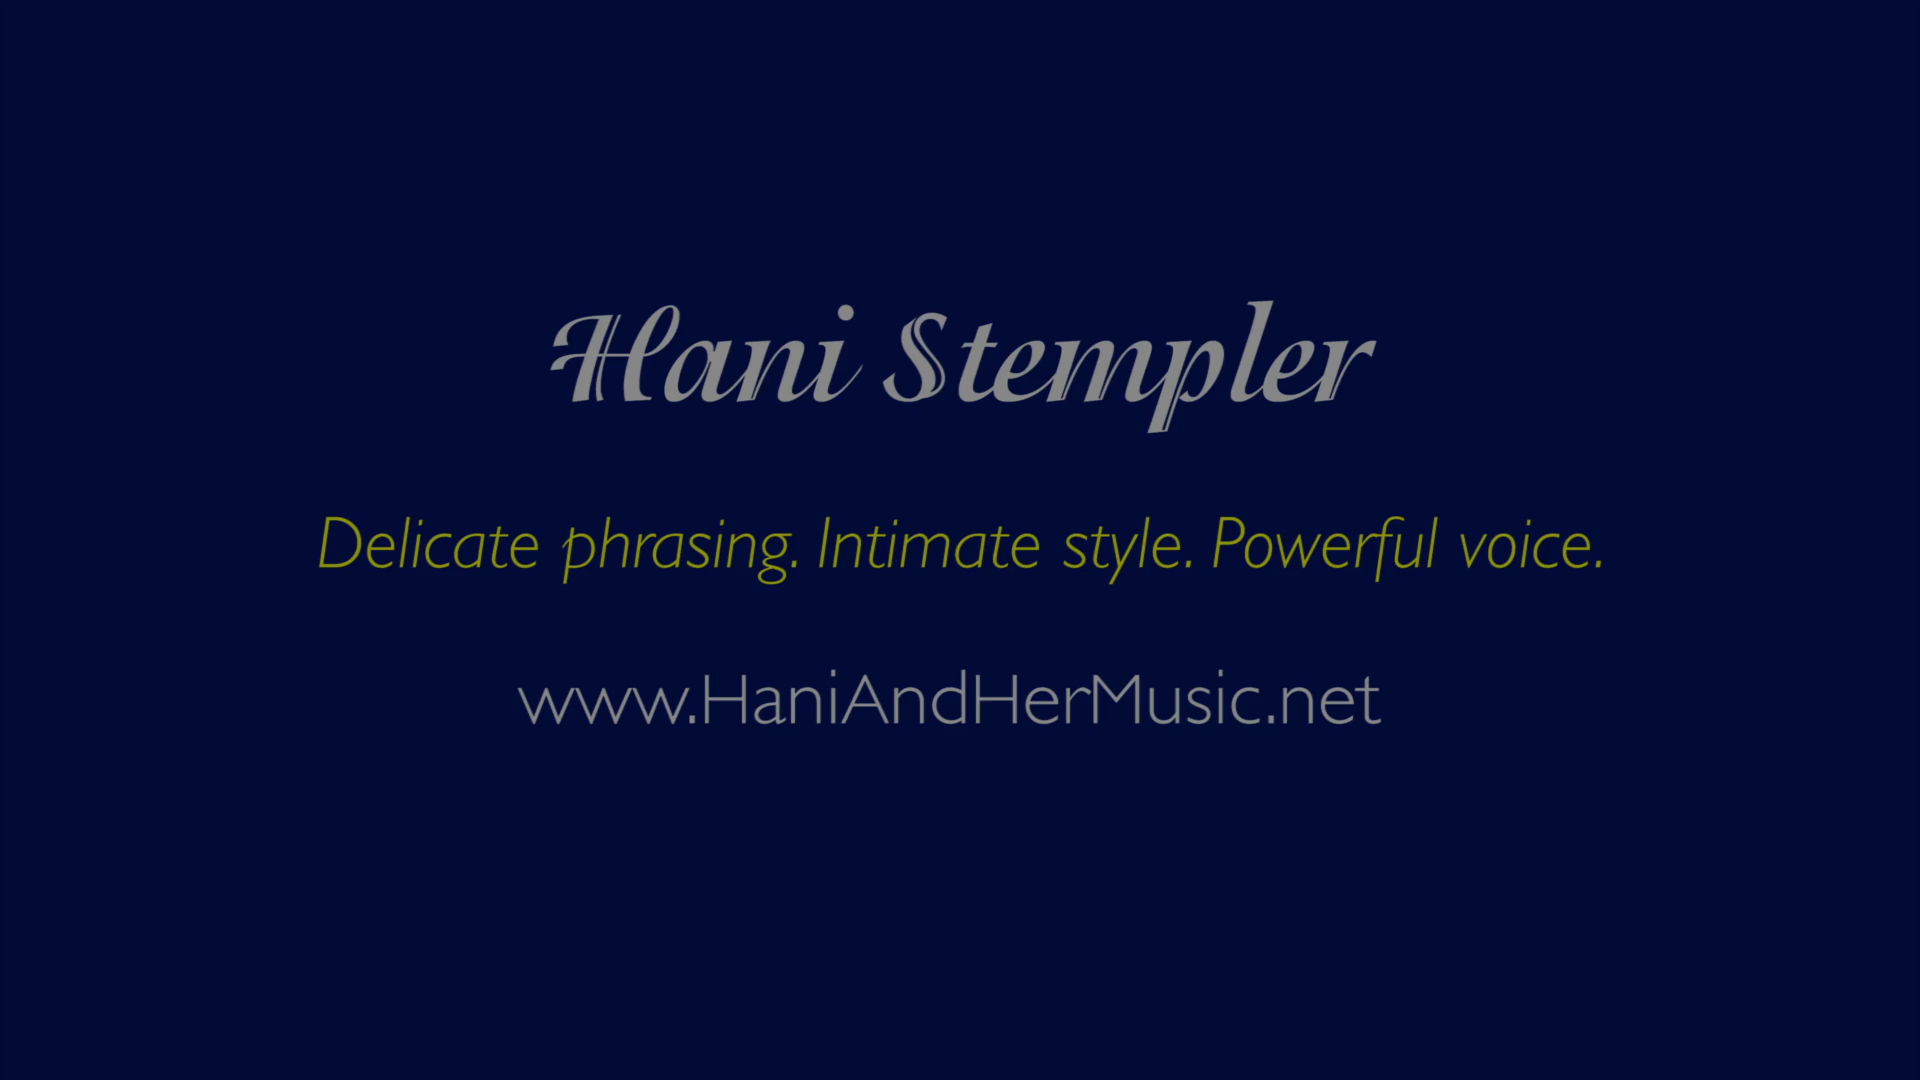 Hani Stempler
Delicate phrasing. Intimate style. Powerful voice.
www.HaniAndHerMusic.net